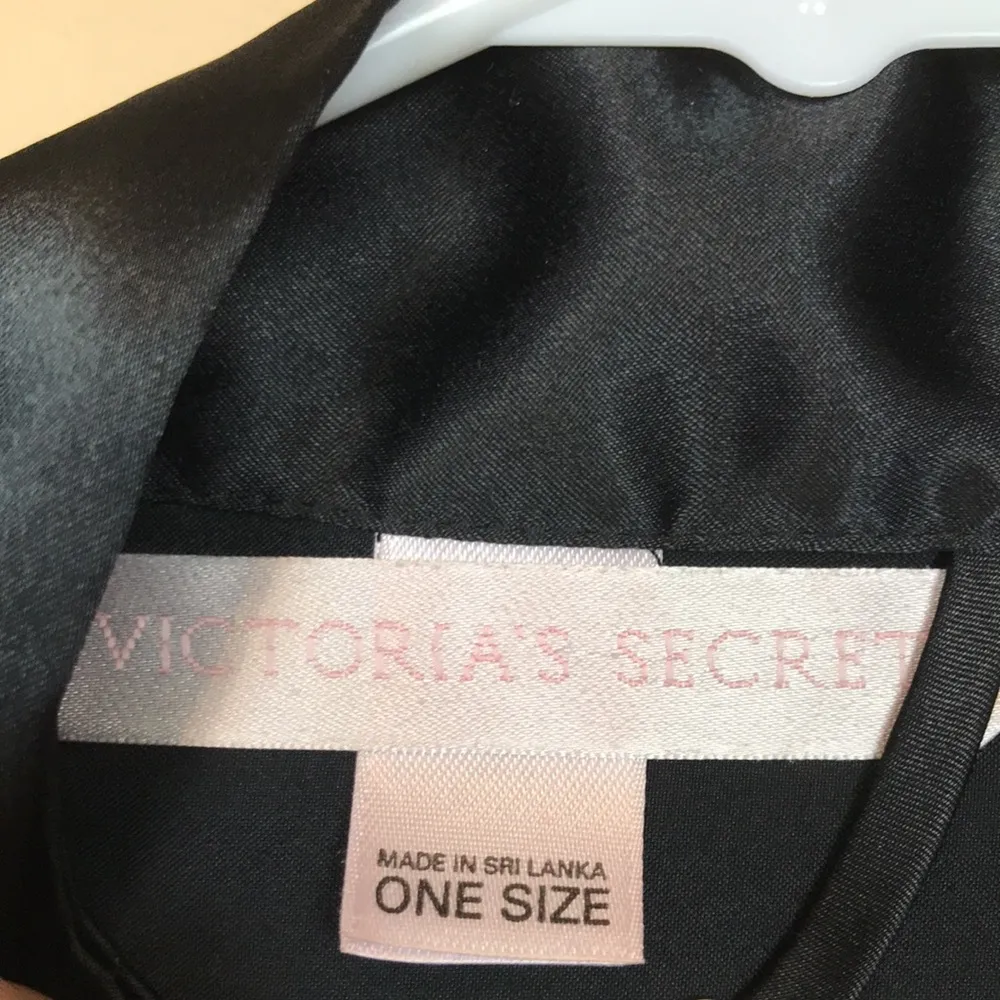 VICTORIA'S SECRET
MADE IN SRI LANKA
ONE SIZE